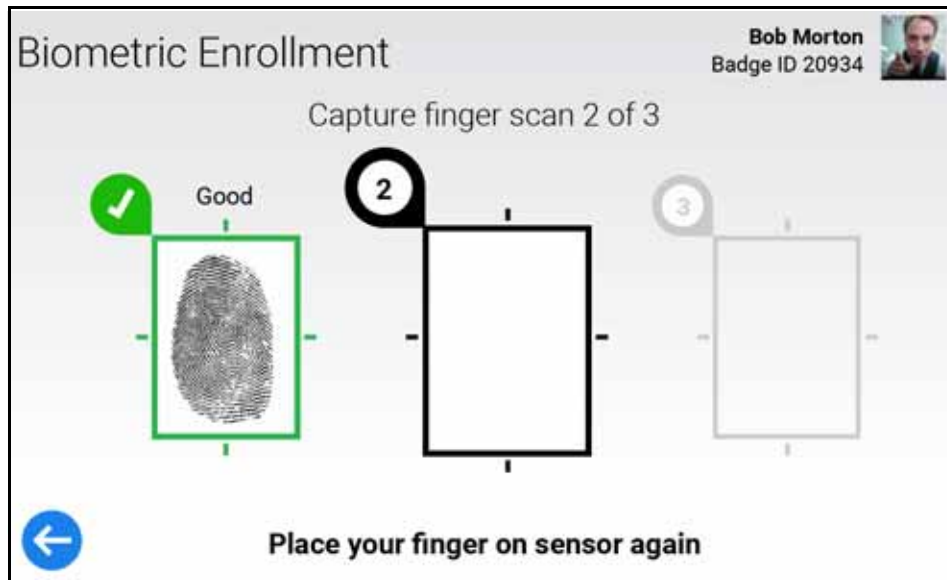 Biometric Enrollment
Bob Morton
Badge ID 20934
Capture finger scan 2 of 3
Good
2
3
Place your finger on sensor again